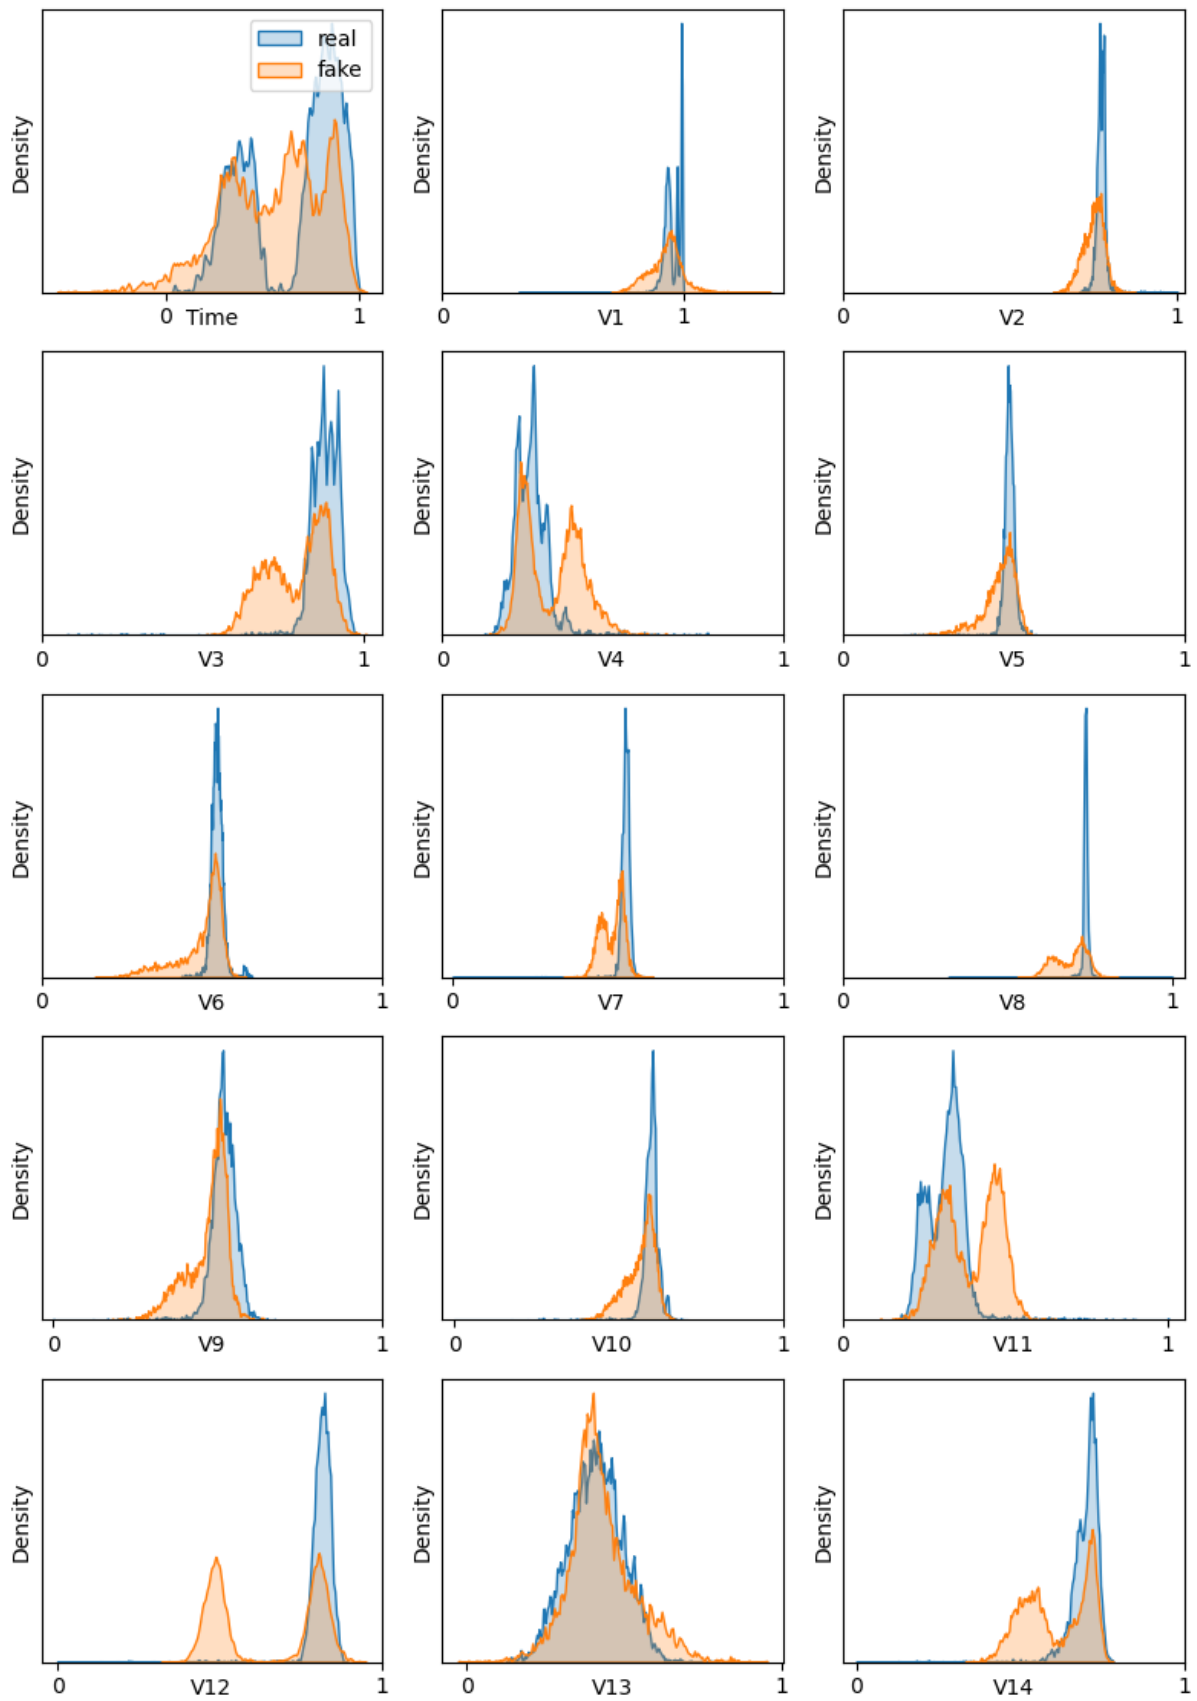 real
fake
Density
Density
Density
0 Time 1
0 V1 1
0 V2 1
Density
Density
Density
0 V3 1
0 V4 1
0 V5 1
Density
Density
Density
0 V6 1
0 V7 1
0 V8 1
Density
Density
Density
0 V9 1
0 V10 1
0 V11 1
Density
Density
Density
0 V12 1
0 V13 1
0 V14 1